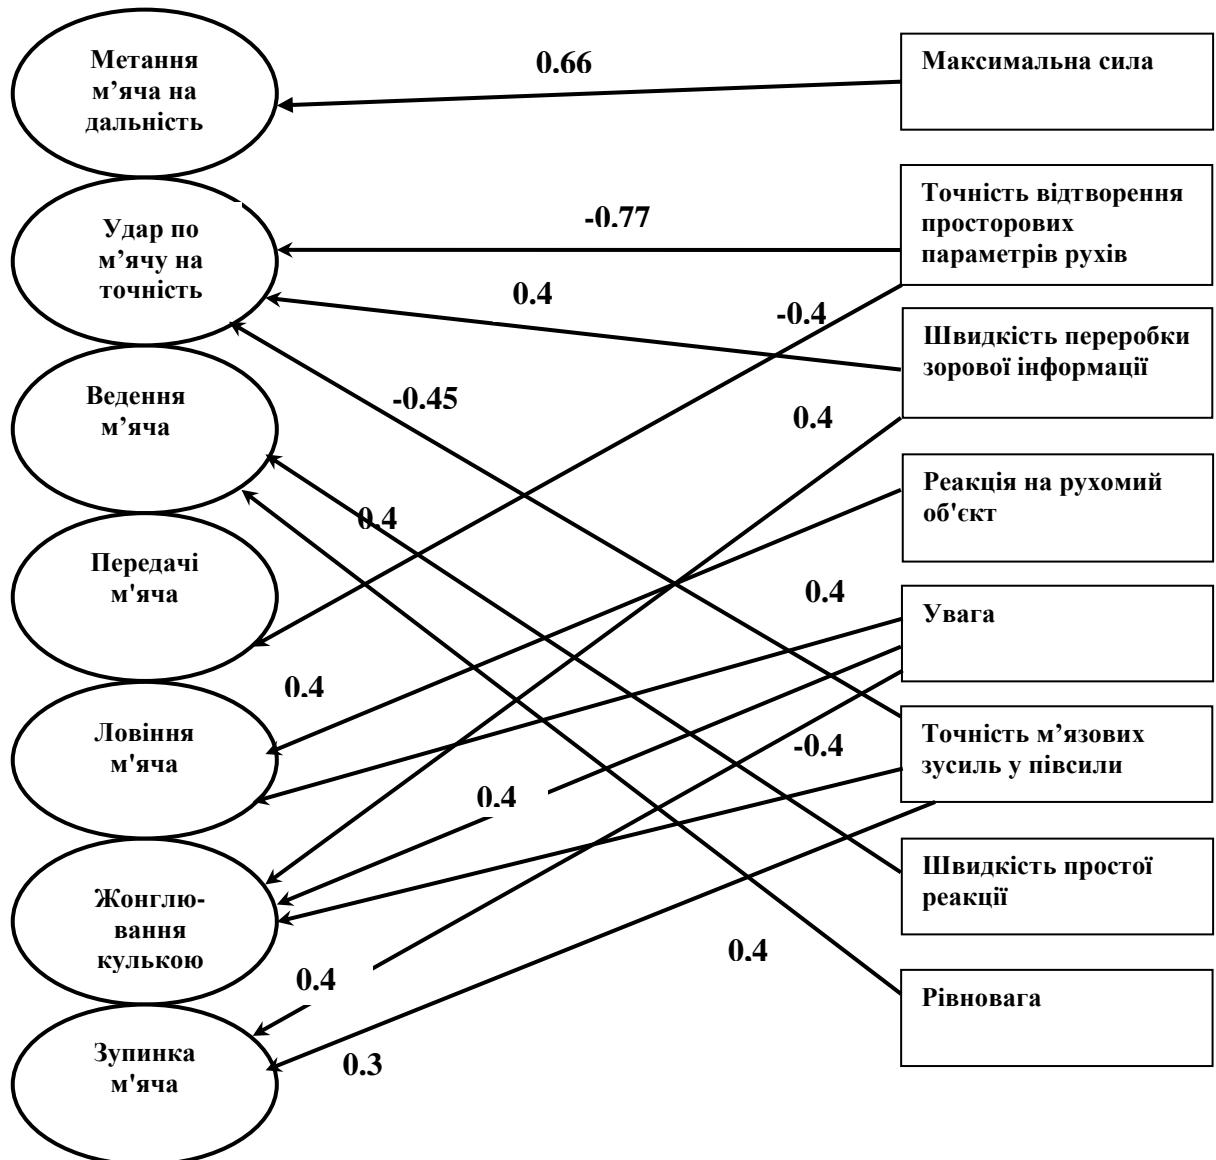 Метання
м’яча на
дальність
0.66
Максимальна сила
Удар по
м’ячу на
точність
-0.77
Точність відтворення
просторових
параметрів рухів
0.4
-0.4
Швидкість переробки
зорової інформації
Ведення
м’яча
-0.45
0.4
Реакція на рухомий
об'єкт
0.4
Передачі
м'яча
0.4
Увага
0.4
Ловіння
м'яча
-0.4
Точність м’язових
зусиль у півсили
0.4
Швидкість простої
реакції
Жонглю-
вання
кулькою
0.4
0.4
Рівновага
Зупинка
м'яча
0.3